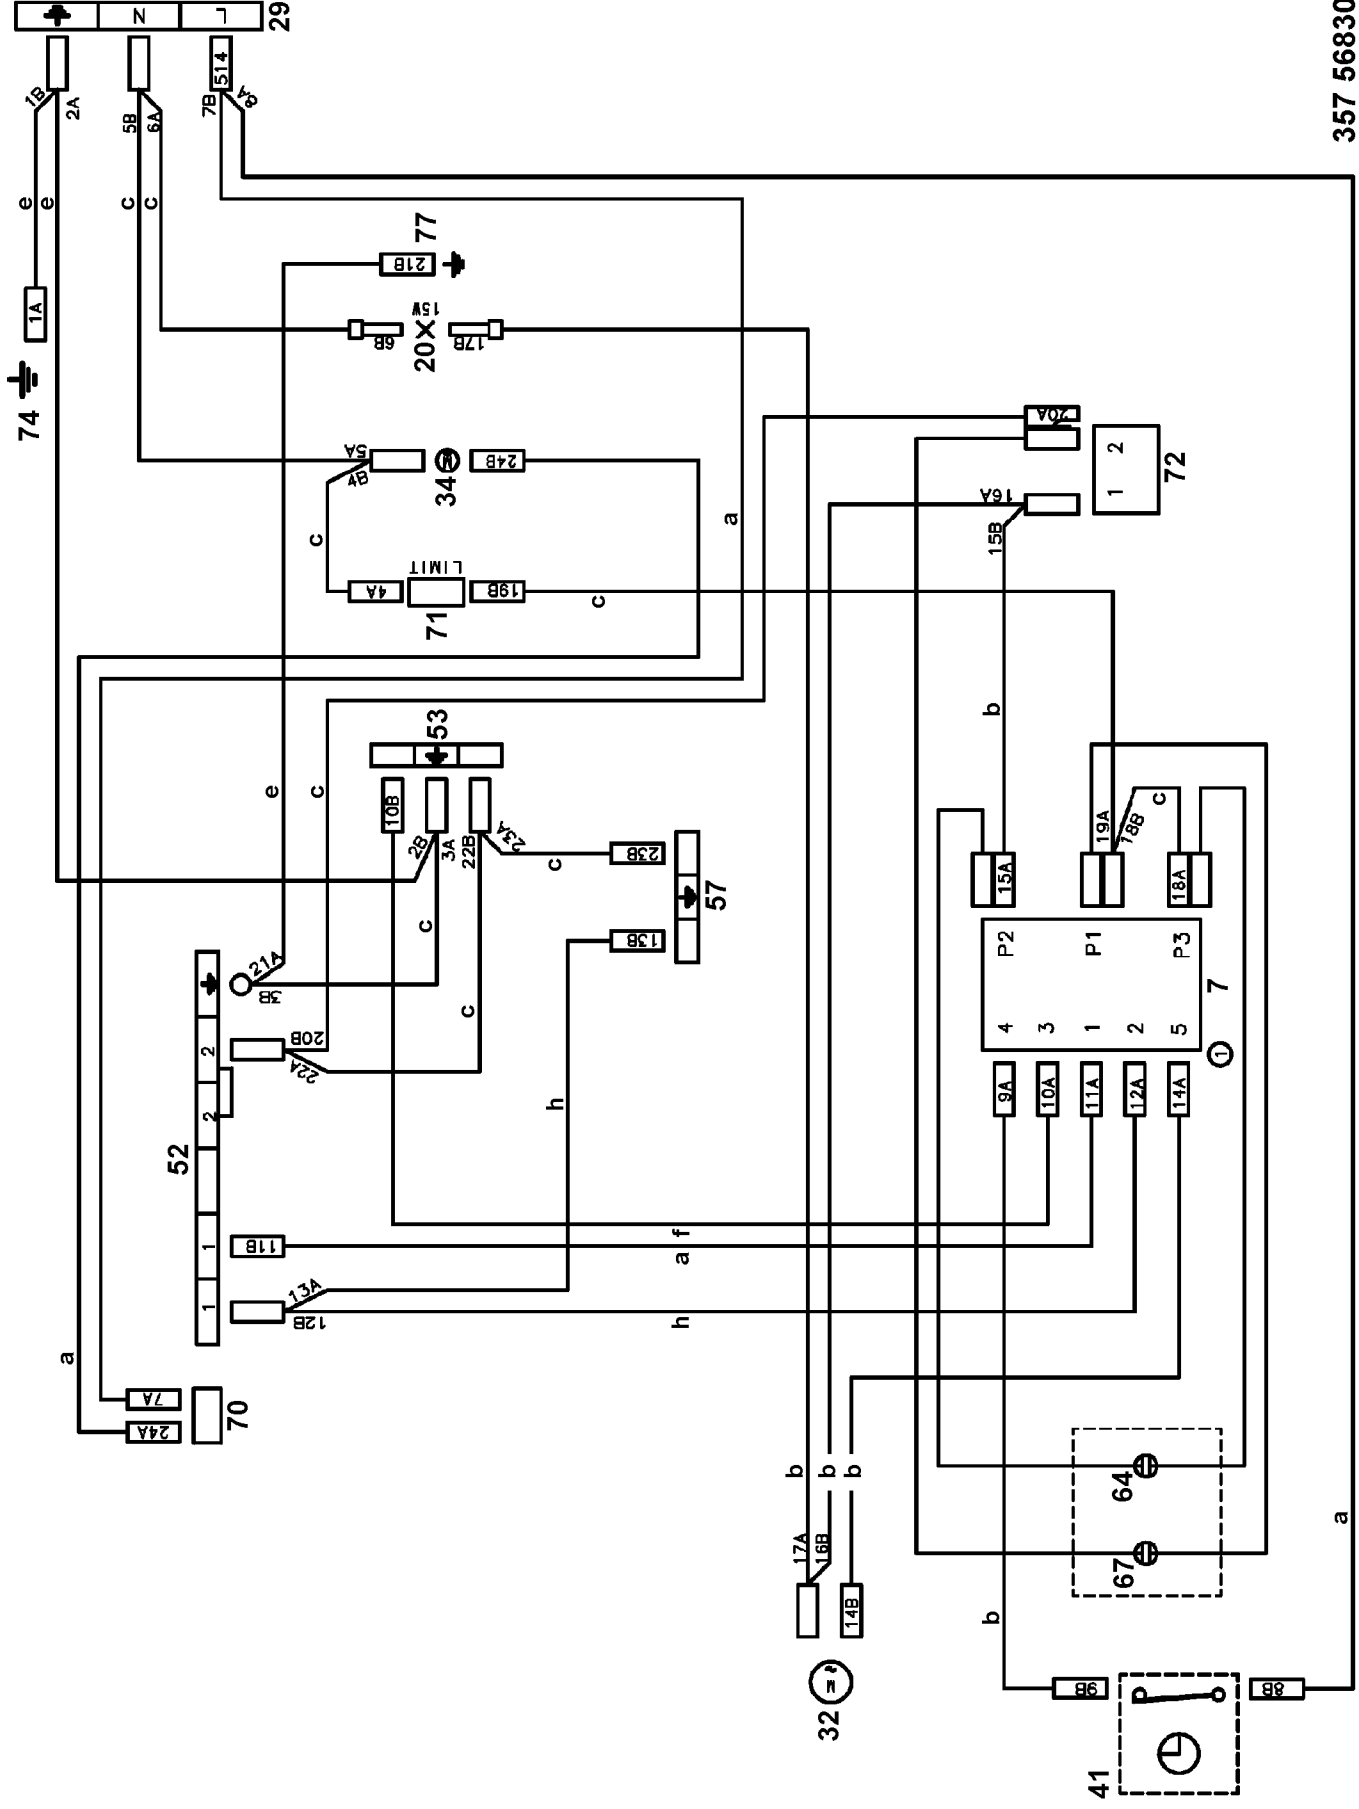 N
L
29
357 56830
514
1B
2A
5B
6A
7B
8A
e
e
c
c
1A
74
21B
77
6B
20
15W
17B
5A
4B
34
M
24B
a
c
20A
1 2
72
16A
15B
4A
LIMIT
71
19B
c
b
e
c
53
10B
2B
3A
22B
23A
c
23B
57
13B
c
c
21A
3B
20B
22A
2
2
52
1
1
11B
13A
12B
h
f
a
h
19A
18B
c
15A
18A
P2
P1
P3
4
3
1
2
5
7
1
9A
10A
11A
12A
14A
a
7A
24A
70
b
b
b
17A
16B
14B
M
32
64
67
b
9B
8B
41
a